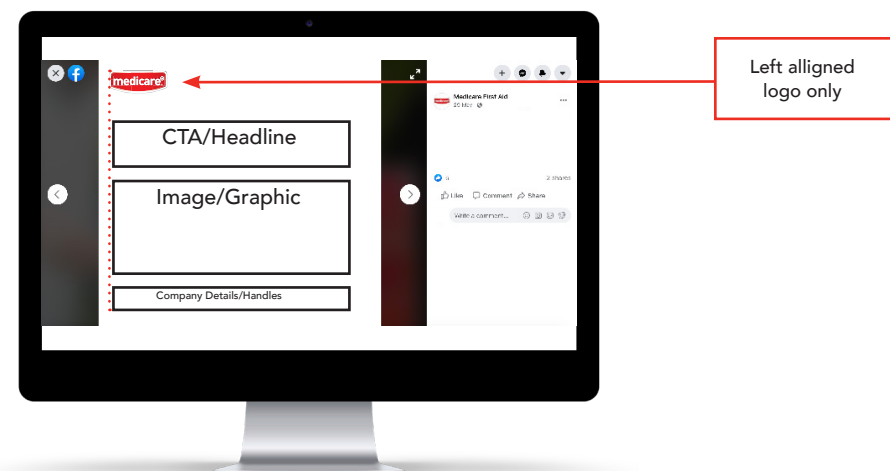 medicare®
CTA/Headline
Image/Graphic
Company Details/Handles
Medicare First Aid
2 shares
Like Comment Share
Write a comment...
Left alligned
logo only